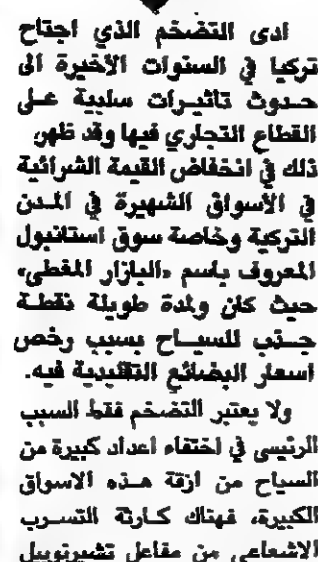 ادى التضخم الذي اجتاح
تركيا في السنوات الأخيرة الى
حدوث تاثيرات سلبية على
القطاع التجاري فيها وقد ظهر
ذلك في انخفاض القيمة الشرائية
في الأسواق الشهيرة في المدن
التركية وخاصة سوق استانبول
المعروف باسم «البازار المغطى»
حيث كان ولمدة طويلة نقطة
جذب للسياح بسبب رخص
اسعار البضائع التقليدية فيه.
ولا يعتبر التضخم فقط السبب
الرئيسي في اختفاء اعداد كبيرة من
السياح من ازقة هذه الاسواق
الكبيرة، فهناك كارثة التسرب
الاشعاعي من مفاعل تشيرنوبيل